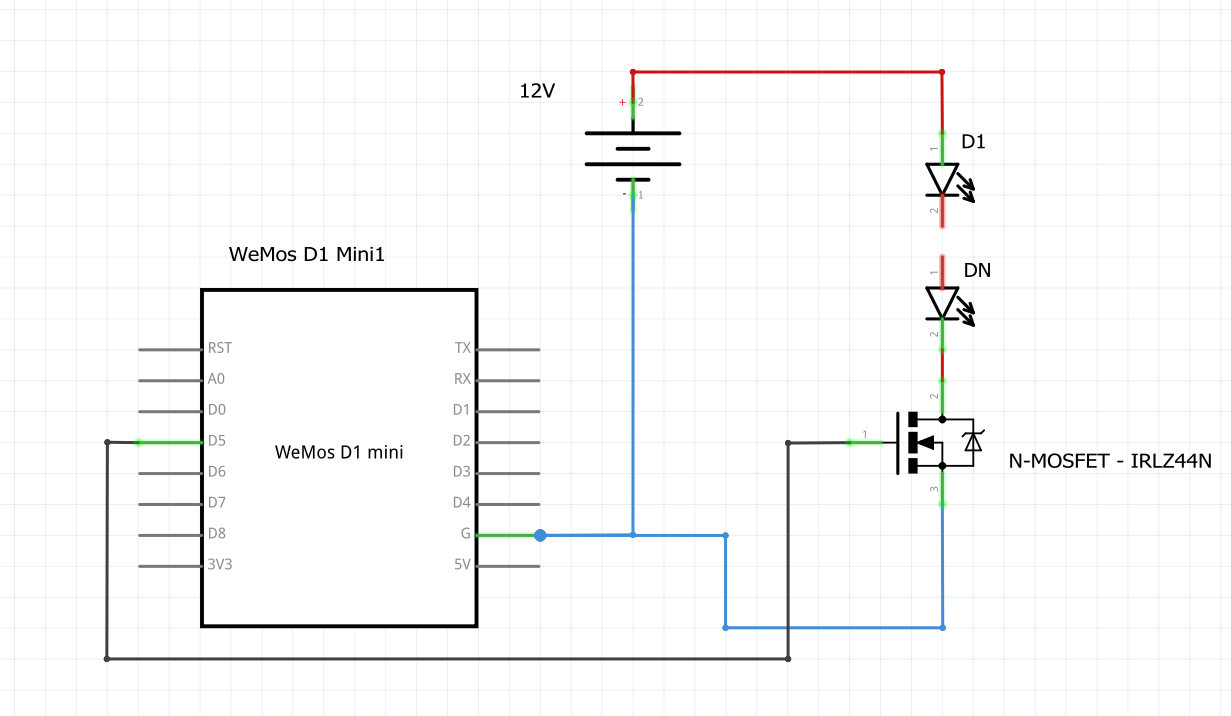 12V
+ 2
- 1
1
D1
2
1
DN
2
WeMos D1 Mini1
RST TX
A0 RX
D0 D1
D5 D2
WeMos D1 mini
D6 D3
D7 D4
D8 G
3V3 5V
2
1
N-MOSFET - IRLZ44N
3